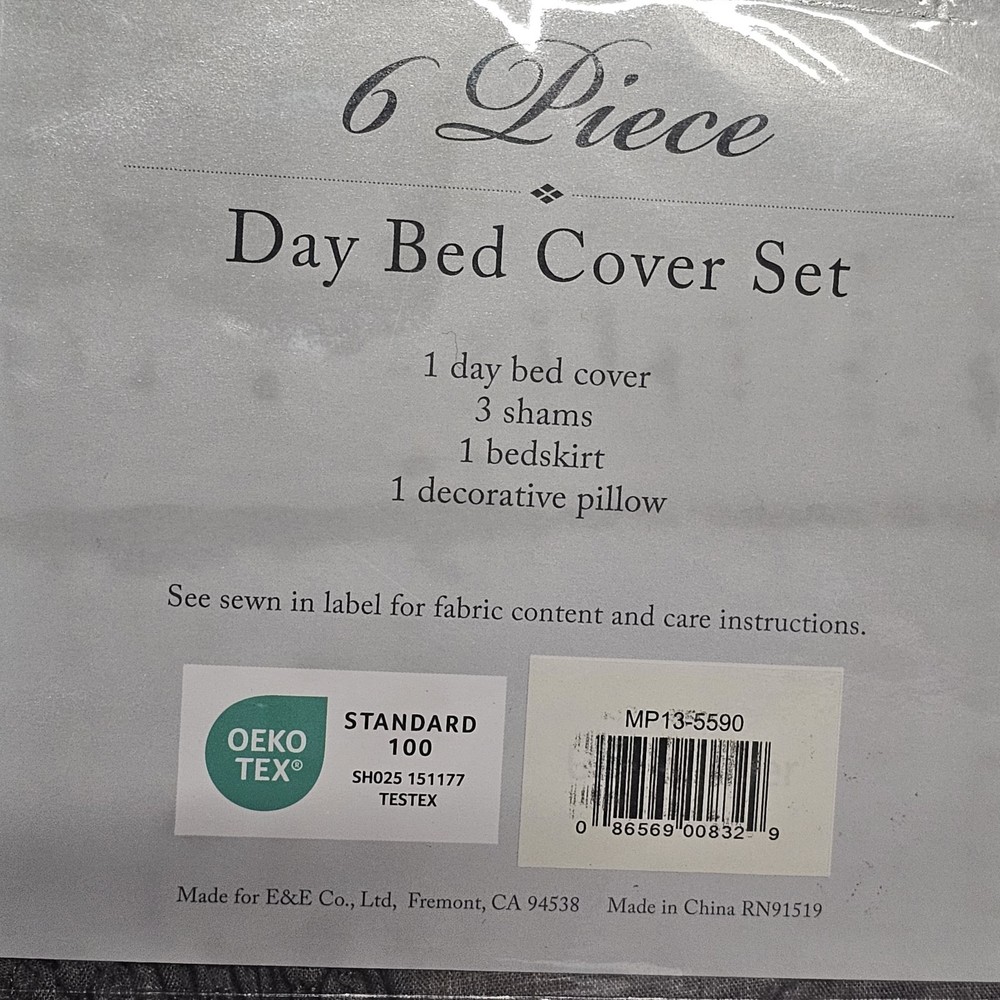 6 Piece
Day Bed Cover Set
1 day bed cover
3 shams
1 bedskirt
1 decorative pillow
See sewn in label for fabric content and care instructions.
OEKO
TEX®
STANDARD
100
SH025 151177
TESTEX
MP13-5590
0 86569 00832 9
Made for E&E Co., Ltd, Fremont, CA 94538 Made in China RN91519